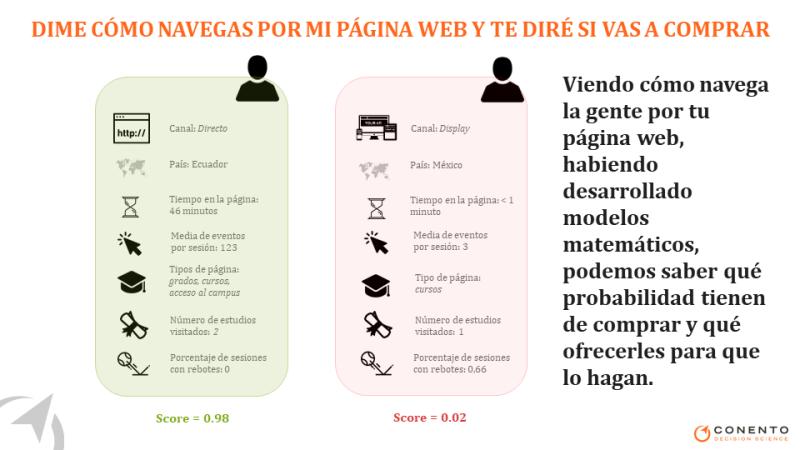 DIME CÓMO NAVEGAS POR MI PÁGINA WEB Y TE DIRÉ SI VAS A COMPRAR
http://
Canal: Directo
País: Ecuador
Tiempo en la página:
46 minutos
Media de eventos
por sesión: 123
Tipos de página:
grados, cursos,
acceso al campus
Número de estudios
visitados: 2
Porcentaje de sesiones
con rebotes: 0
Score = 0.98
Canal: Display
País: México
Tiempo en la página: < 1
minuto
Media de eventos
por sesión: 3
Tipo de página:
cursos
Número de estudios
visitados: 1
Porcentaje de sesiones
con rebotes: 0,66
Score = 0.02
Viendo cómo navega
la gente por tu
página web,
habiendo
desarrollado
modelos
matemáticos,
podemos saber qué
probabilidad tienen
de comprar y qué
ofrecerles para que
lo hagan.
CONENTO
DECISION SCIENCE